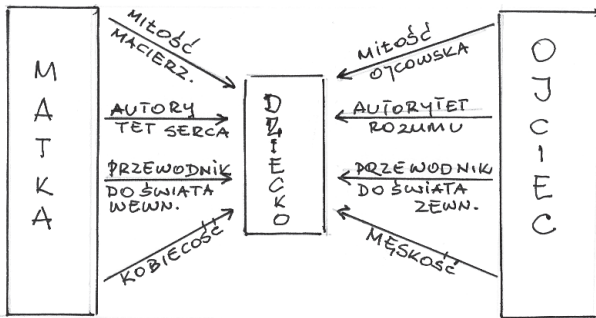 MATKA
MIŁOŚĆ
MACIERZ.
AUTORY
TET SERCA
PRZEWODNIK
DO ŚWIATA
WEWN.
KOBIECOŚĆ
DZIECKO
MIŁOŚĆ
OJCOWSKA
AUTORYTET
ROZUMU
PRZEWODNIK
DO ŚWIATA
ZEWN.
MĘSKOŚĆ
OJCIEC